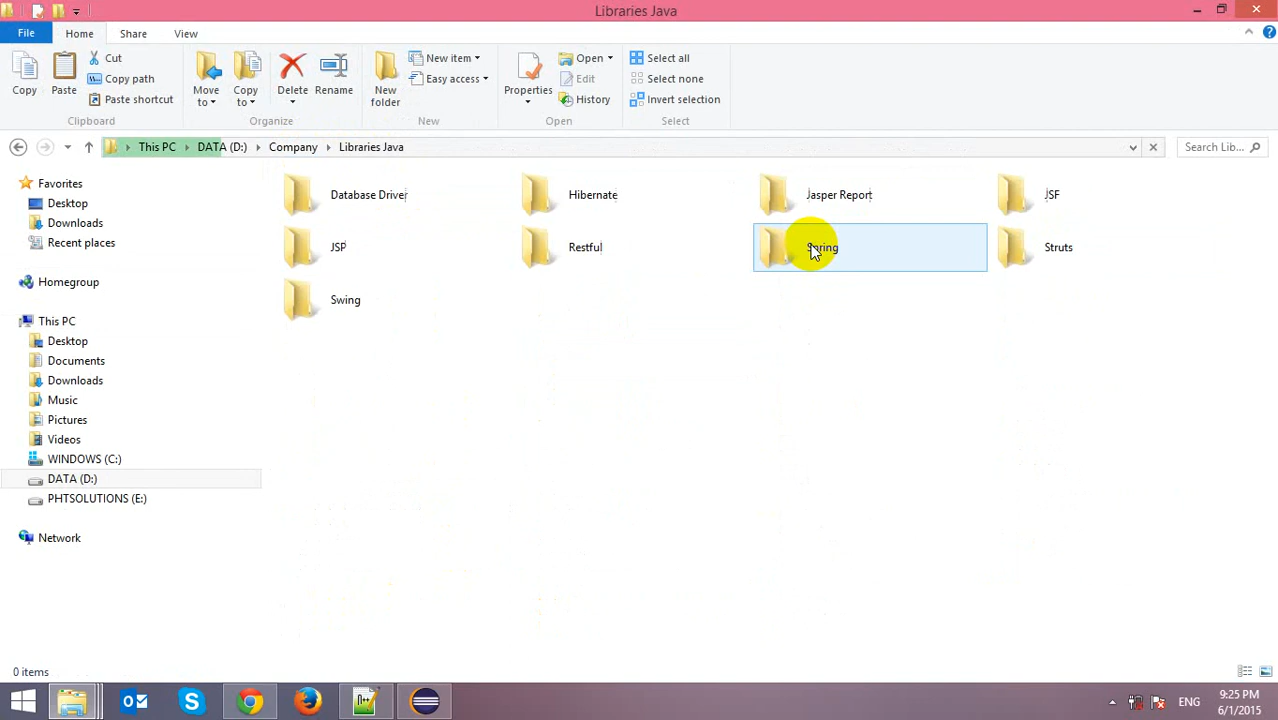 Libraries Java
File Home Share View
Copy
Paste
Cut
Copy path
Paste shortcut
Clipboard
Move to
Copy to
Delete
Rename
Organize
New folder
New item
Easy access
New
Properties
Open
Edit
History
Open
Select all
Select none
Invert selection
Select
This PC DATA (D:) Company Libraries Java
Search Lib...
Favorites
Desktop
Downloads
Recent places
Homegroup
This PC
Desktop
Documents
Downloads
Music
Pictures
Videos
WINDOWS (C:)
DATA (D:)
PHTSOLUTIONS (E:)
Network
Database Driver Hibernate Jasper Report JSF
JSP Restful Spring Struts
Swing
0 items
ENG
9:25 PM
6/1/2015